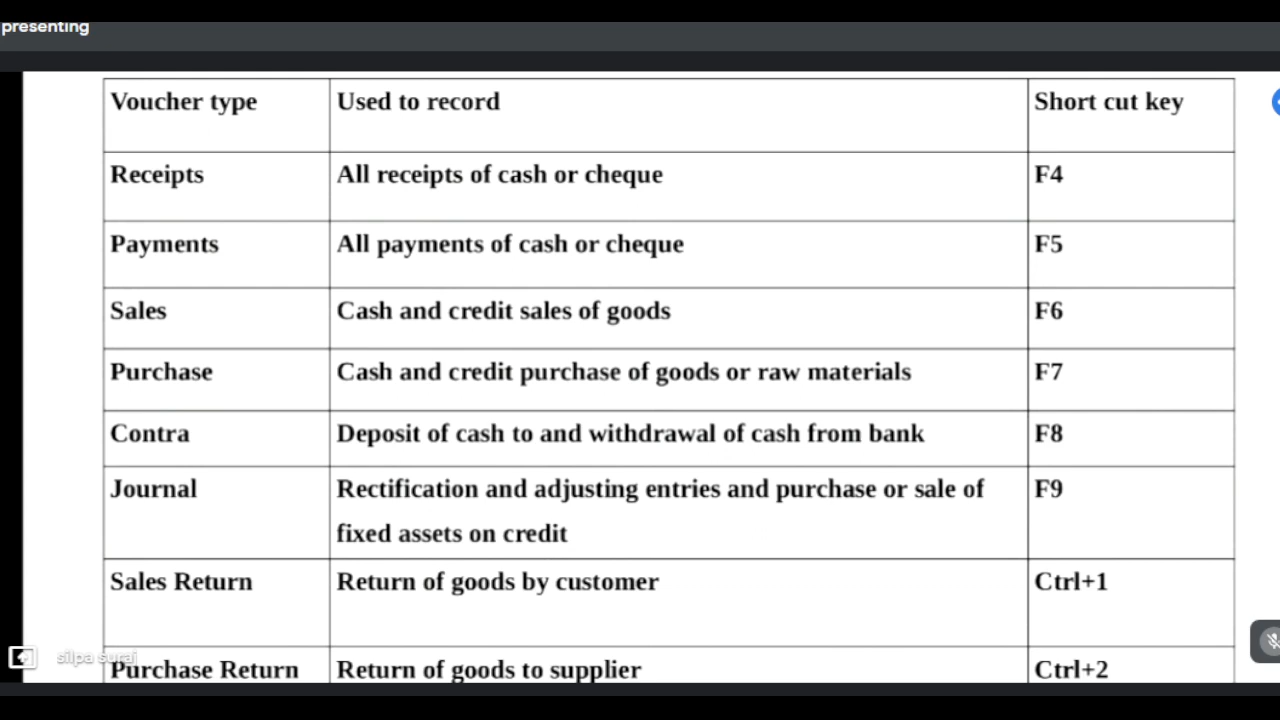 presenting
Voucher type Used to record Short cut key
Receipts All receipts of cash or cheque F4
Payments All payments of cash or cheque F5
Sales Cash and credit sales of goods F6
Purchase Cash and credit purchase of goods or raw materials F7
Contra Deposit of cash to and withdrawal of cash from bank F8
Journal Rectification and adjusting entries and purchase or sale of F9
fixed assets on credit
Sales Return Return of goods by customer Ctrl+1
silpa suraj
Purchase Return Return of goods to supplier Ctrl+2